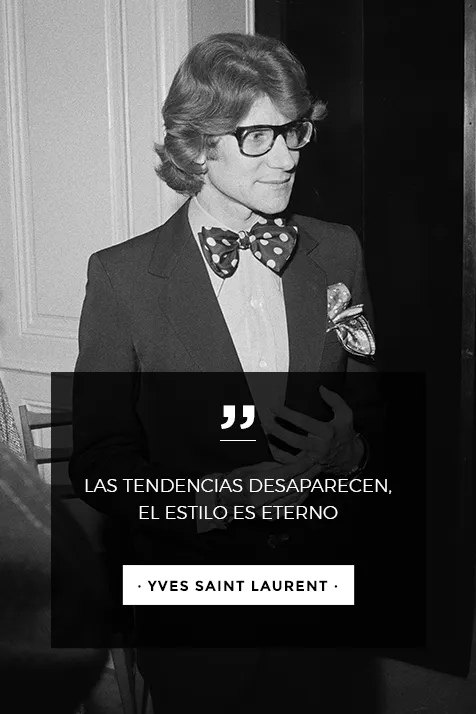 ”
LAS TENDENCIAS DESAPARECEN,
EL ESTILO ES ETERNO
· YVES SAINT LAURENT ·